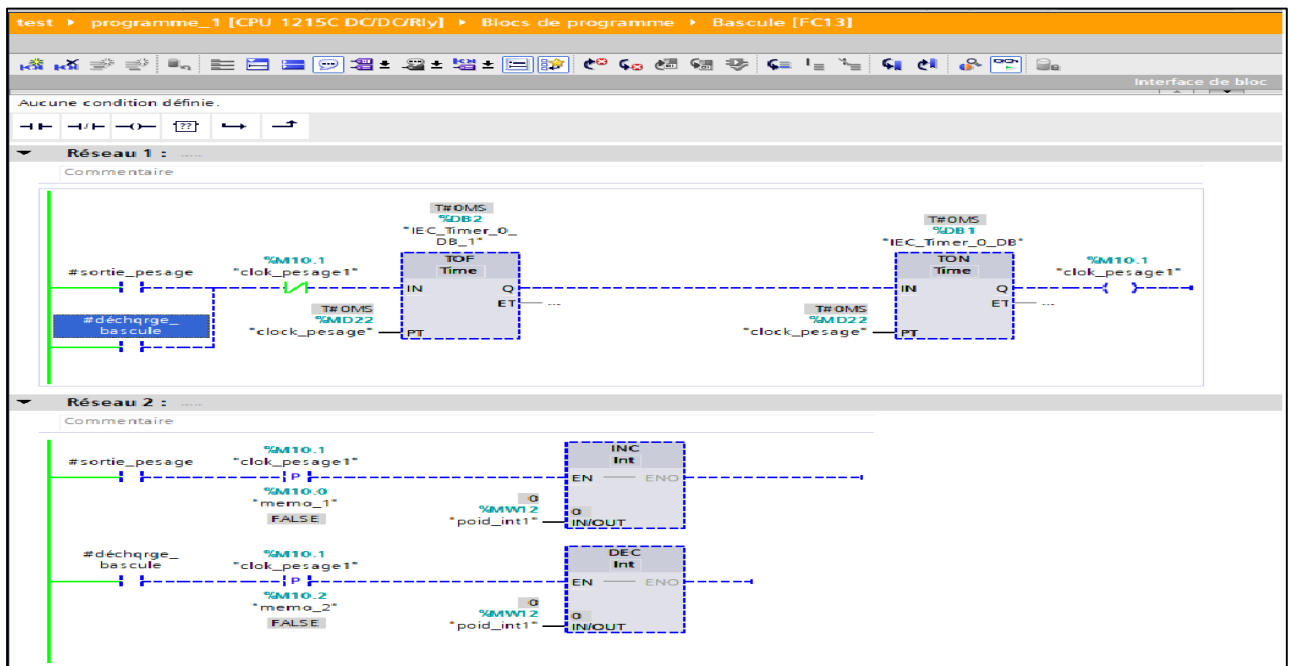 test ▸ programme_1 [CPU 1215C DC/DC/Rly] ▸ Blocs de programme ▸ Bascule [FC13]
Interface de bloc
Aucune condition définie.
??
Réseau 1 : .....
Commentaire
T#0MS
%DB2
"IEC_Timer_0_
DB_1"
TOF
Time
IN
Q
ET
...
PT
T#0MS
%DB1
"IEC_Timer_0_DB"
TON
Time
IN
Q
ET
...
PT
#sortie_pesage
%M10.1
"clok_pesage1"
%M10.1
"clok_pesage1"
#déchqrge_
bascule
T#0MS
%MD22
"clock_pesage"
T#0MS
%MD22
"clock_pesage"
Réseau 2 : .....
Commentaire
#sortie_pesage
%M10.1
"clok_pesage1"
P
%M10.0
"memo_1"
FALSE
INC
Int
EN
ENO
0
%MW12
"poid_int1"
0
IN/OUT
#déchqrge_
bascule
%M10.1
"clok_pesage1"
P
%M10.2
"memo_2"
FALSE
DEC
Int
EN
ENO
0
%MW12
"poid_int1"
0
IN/OUT